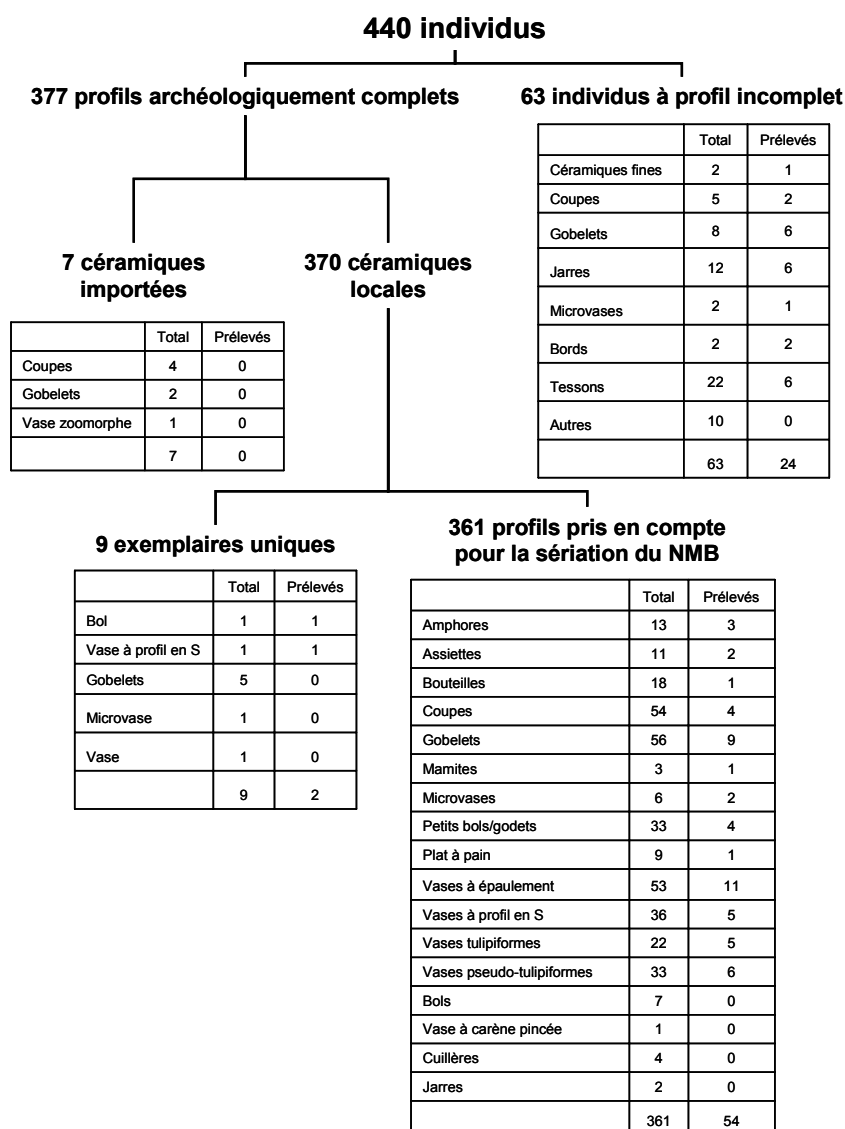 440 individus
377 profils archéologiquement complets
63 individus à profil incomplet
Total Prélevés
Céramiques fines 2 1
Coupes 5 2
Gobelets 8 6
Jarres 12 6
Microvases 2 1
Bords 2 2
Tessons 22 6
Autres 10 0
63 24
7 céramiques
importées
Total Prélevés
Coupes 4 0
Gobelets 2 0
Vase zoomorphe 1 0
7 0
370 céramiques
locales
9 exemplaires uniques
Total Prélevés
Bol 1 1
Vase à profil en S 1 1
Gobelets 5 0
Microvase 1 0
Vase 1 0
9 2
361 profils pris en compte
pour la sériation du NMB
Total Prélevés
Amphores 13 3
Assiettes 11 2
Bouteilles 18 1
Coupes 54 4
Gobelets 56 9
Mamites 3 1
Microvases 6 2
Petits bols/godets 33 4
Plat à pain 9 1
Vases à épaulement 53 11
Vases à profil en S 36 5
Vases tulipiformes 22 5
Vases pseudo-tulipiformes 33 6
Bols 7 0
Vase à carène pincée 1 0
Cuillères 4 0
Jarres 2 0
361 54